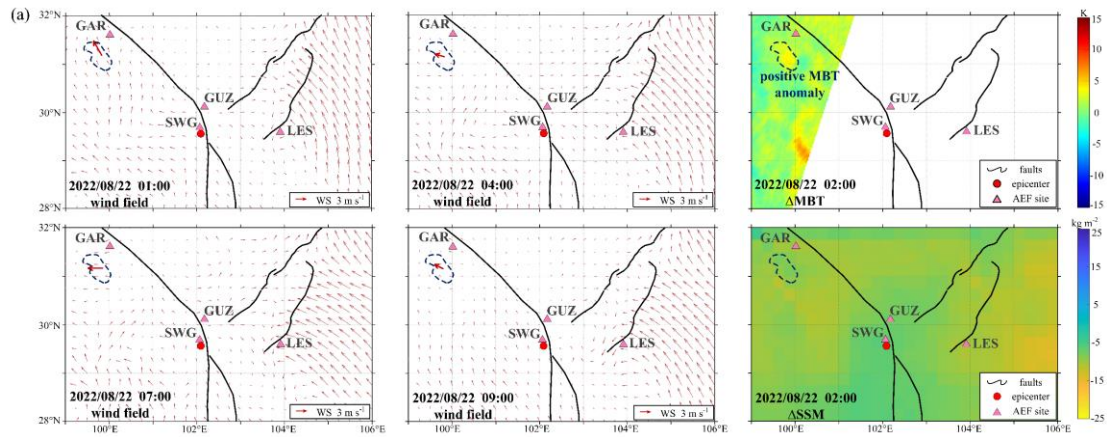 (a)
32°N
30°N
28°N
GAR
GUZ
SWG
LES
2022/08/22 01:00
wind field
WS 3 m s⁻¹
GAR
GUZ
SWG
LES
2022/08/22 04:00
wind field
WS 3 m s⁻¹
GAR
positive MBT
anomaly
GUZ
SWG
LES
2022/08/22 02:00
ΔMBT
faults
epicenter
AEF site
K
15
10
5
0
-5
-10
-15
32°N
30°N
28°N
GAR
GUZ
SWG
LES
2022/08/22 07:00
wind field
WS 3 m s⁻¹
100°E
102°E
104°E
106°E
GAR
GUZ
SWG
LES
2022/08/22 09:00
wind field
WS 3 m s⁻¹
100°E
102°E
104°E
106°E
GAR
GUZ
SWG
LES
2022/08/22 02:00
ΔSSM
faults
epicenter
AEF site
100°E
102°E
104°E
106°E
kg m⁻²
25
15
5
-5
-15
-25